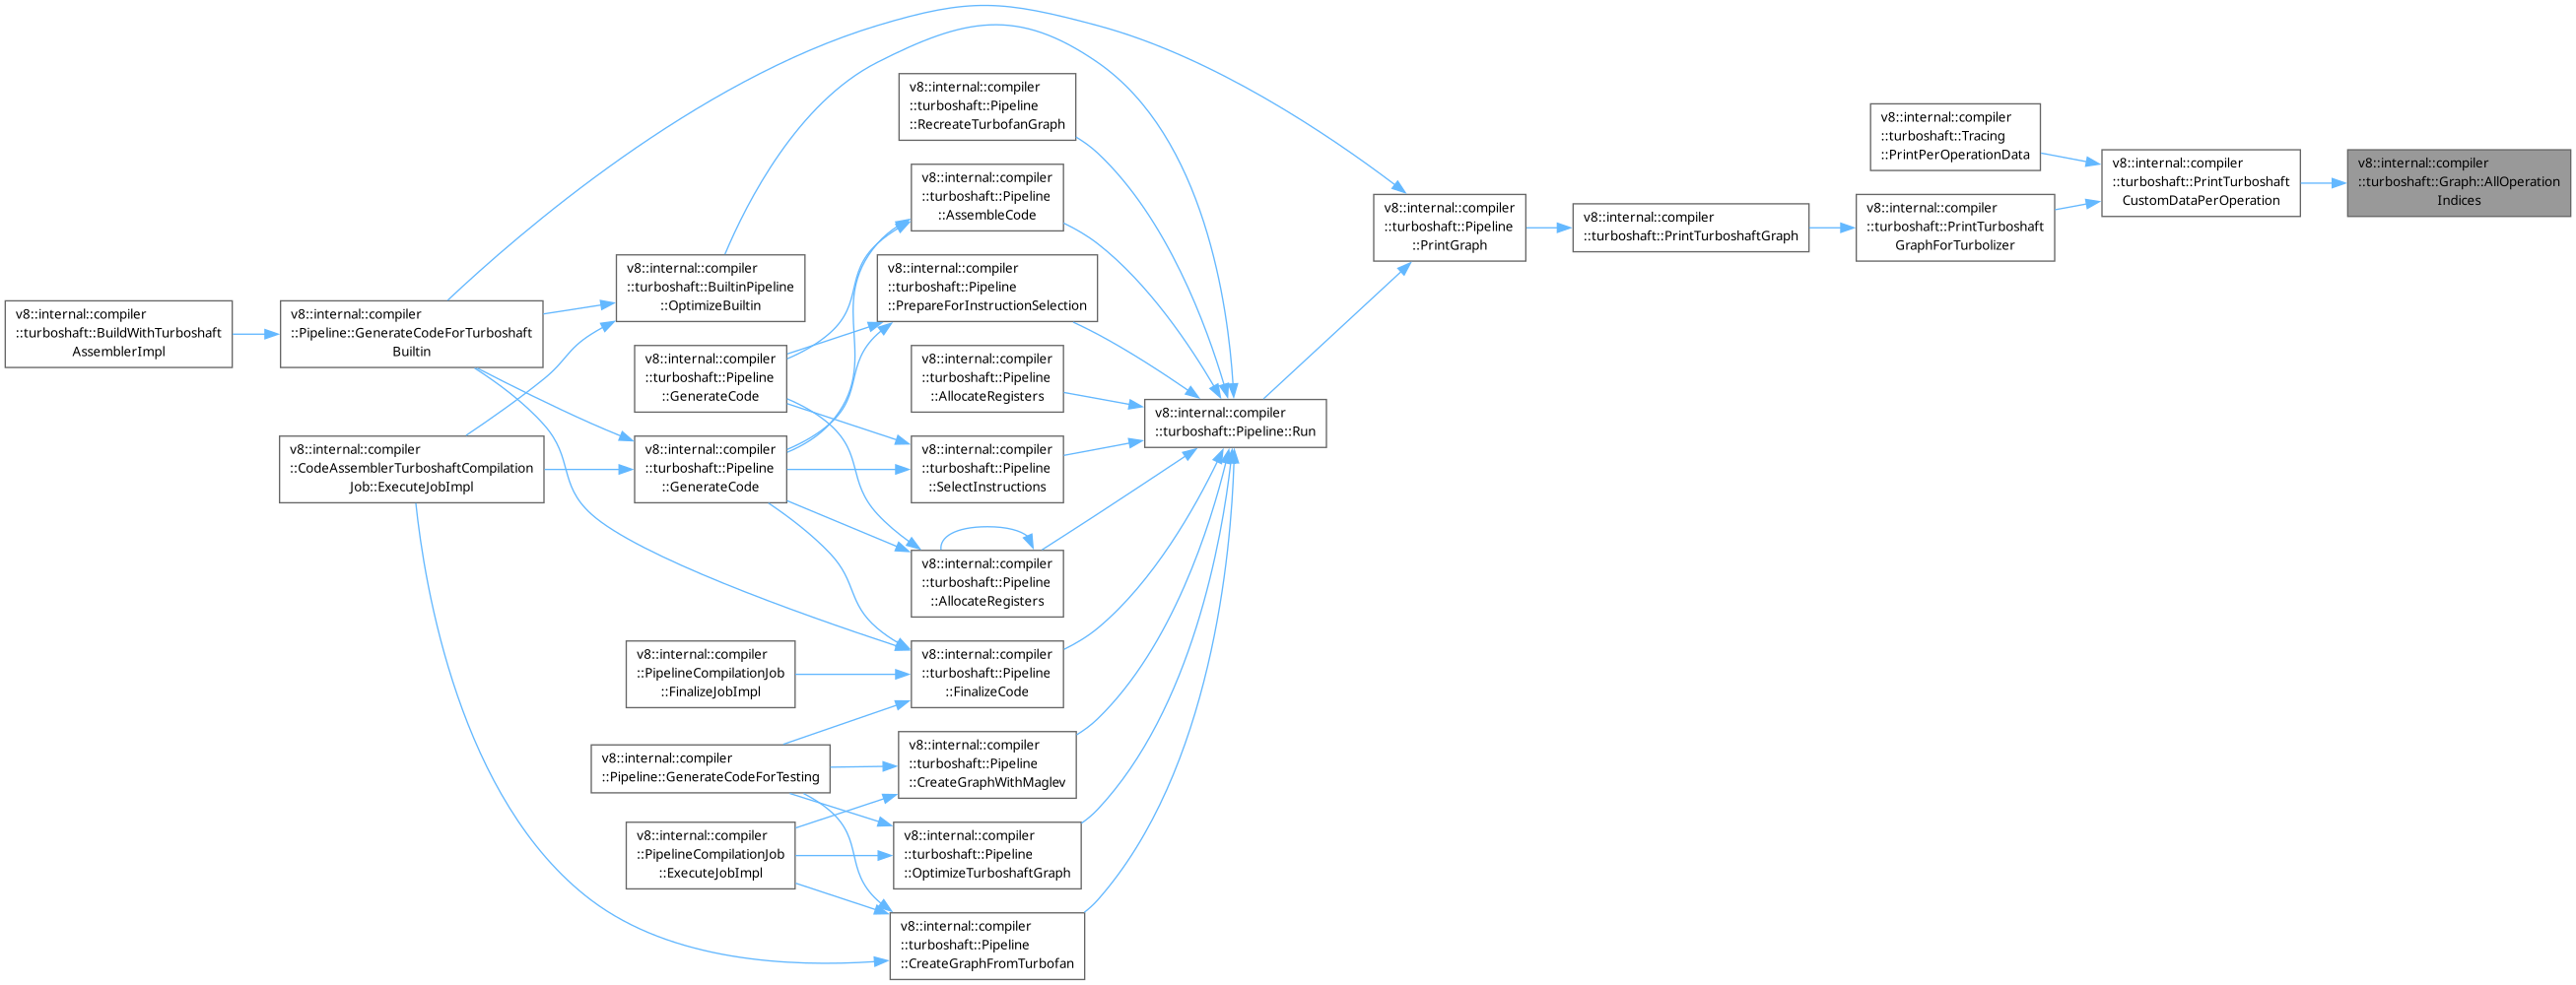 v8::internal::compiler
::turboshaft::BuildWithTurboshaft
AssemblerImpl
v8::internal::compiler
::Pipeline::GenerateCodeForTurboshaft
Builtin
v8::internal::compiler
::CodeAssemblerTurboshaftCompilation
Job::ExecuteJobImpl
v8::internal::compiler
::turboshaft::BuiltinPipeline
::OptimizeBuiltin
v8::internal::compiler
::turboshaft::Pipeline
::GenerateCode
v8::internal::compiler
::turboshaft::Pipeline
::GenerateCode
v8::internal::compiler
::PipelineCompilationJob
::FinalizeJobImpl
v8::internal::compiler
::Pipeline::GenerateCodeForTesting
v8::internal::compiler
::PipelineCompilationJob
::ExecuteJobImpl
v8::internal::compiler
::turboshaft::Pipeline
::RecreateTurbofanGraph
v8::internal::compiler
::turboshaft::Pipeline
::AssembleCode
v8::internal::compiler
::turboshaft::Pipeline
::PrepareForInstructionSelection
v8::internal::compiler
::turboshaft::Pipeline
::AllocateRegisters
v8::internal::compiler
::turboshaft::Pipeline
::SelectInstructions
v8::internal::compiler
::turboshaft::Pipeline
::AllocateRegisters
v8::internal::compiler
::turboshaft::Pipeline
::FinalizeCode
v8::internal::compiler
::turboshaft::Pipeline
::CreateGraphWithMaglev
v8::internal::compiler
::turboshaft::Pipeline
::OptimizeTurboshaftGraph
v8::internal::compiler
::turboshaft::Pipeline
::CreateGraphFromTurbofan
v8::internal::compiler
::turboshaft::Pipeline::Run
v8::internal::compiler
::turboshaft::Pipeline
::PrintGraph
v8::internal::compiler
::turboshaft::PrintTurboshaftGraph
v8::internal::compiler
::turboshaft::Tracing
::PrintPerOperationData
v8::internal::compiler
::turboshaft::PrintTurboshaft
GraphForTurbolizer
v8::internal::compiler
::turboshaft::PrintTurboshaft
CustomDataPerOperation
v8::internal::compiler
::turboshaft::Graph::AllOperation
Indices